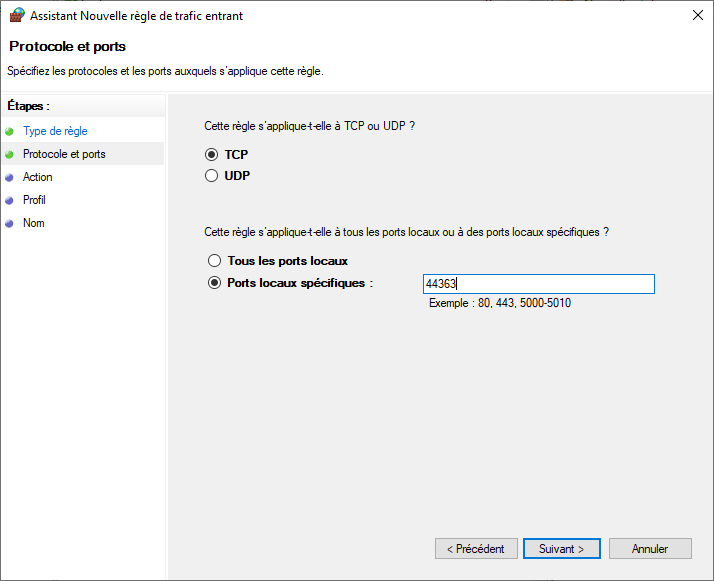 Assistant Nouvelle règle de trafic entrant
Protocole et ports
Spécifiez les protocoles et les ports auxquels s'applique cette règle.
Étapes :
Type de règle
Protocole et ports
Action
Profil
Nom
Cette règle s'applique-t-elle à TCP ou UDP ?
TCP
UDP
Cette règle s'applique-t-elle à tous les ports locaux ou à des ports locaux spécifiques ?
Tous les ports locaux
Ports locaux spécifiques :
44363
Exemple : 80, 443, 5000-5010
< Précédent
Suivant >
Annuler